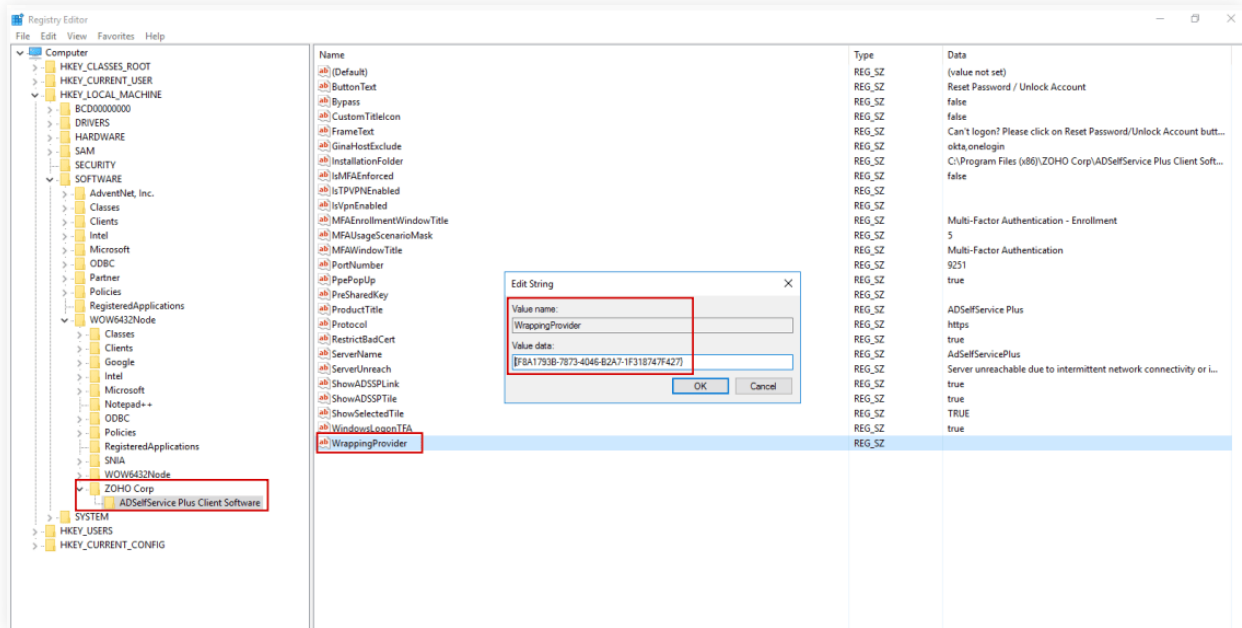 Registry Editor
File Edit View Favorites Help
Computer
HKEY_CLASSES_ROOT
HKEY_CURRENT_USER
HKEY_LOCAL_MACHINE
BCD00000000
DRIVERS
HARDWARE
SAM
SECURITY
SOFTWARE
AdventNet, Inc.
Classes
Clients
Intel
Microsoft
ODBC
Partner
Policies
RegisteredApplications
WOW6432Node
Classes
Clients
Google
Intel
Microsoft
Notepad++
ODBC
Policies
RegisteredApplications
SNIA
WOW6432Node
ZOHO Corp
ADSelfService Plus Client Software
SYSTEM
HKEY_USERS
HKEY_CURRENT_CONFIG
Name Type Data
(Default) REG_SZ (value not set)
ButtonText REG_SZ Reset Password / Unlock Account
Bypass REG_SZ false
CustomTitleIcon REG_SZ false
FrameText REG_SZ Can't logon? Please click on Reset Password/Unlock Account butt...
GinaHostExclude REG_SZ okta,onelogin
InstallationFolder REG_SZ C:\Program Files (x86)\ZOHO Corp\ADSelfService Plus Client Soft...
IsMFAEnforced REG_SZ false
IsTPVPNEnabled REG_SZ
IsVpnEnabled REG_SZ
MFAEnrollmentWindowTitle REG_SZ Multi-Factor Authentication - Enrollment
MFAUsageScenarioMask REG_SZ 5
MFAWindowTitle REG_SZ Multi-Factor Authentication
PortNumber REG_SZ 9251
PpePopUp REG_SZ true
PreSharedKey REG_SZ
ProductTitle REG_SZ ADSelfService Plus
Protocol REG_SZ https
RestrictBadCert REG_SZ true
ServerName REG_SZ AdSelfServicePlus
ServerUnreach REG_SZ Server unreachable due to intermittent network connectivity or i...
ShowADSSPLink REG_SZ true
ShowADSSPTile REG_SZ true
ShowSelectedTile REG_SZ TRUE
WindowsLogonTFA REG_SZ true
WrappingProvider REG_SZ
Edit String
Value name:
WrappingProvider
Value data:
{F8A1793B-7873-4046-B2A7-1F318747F427}
OK Cancel